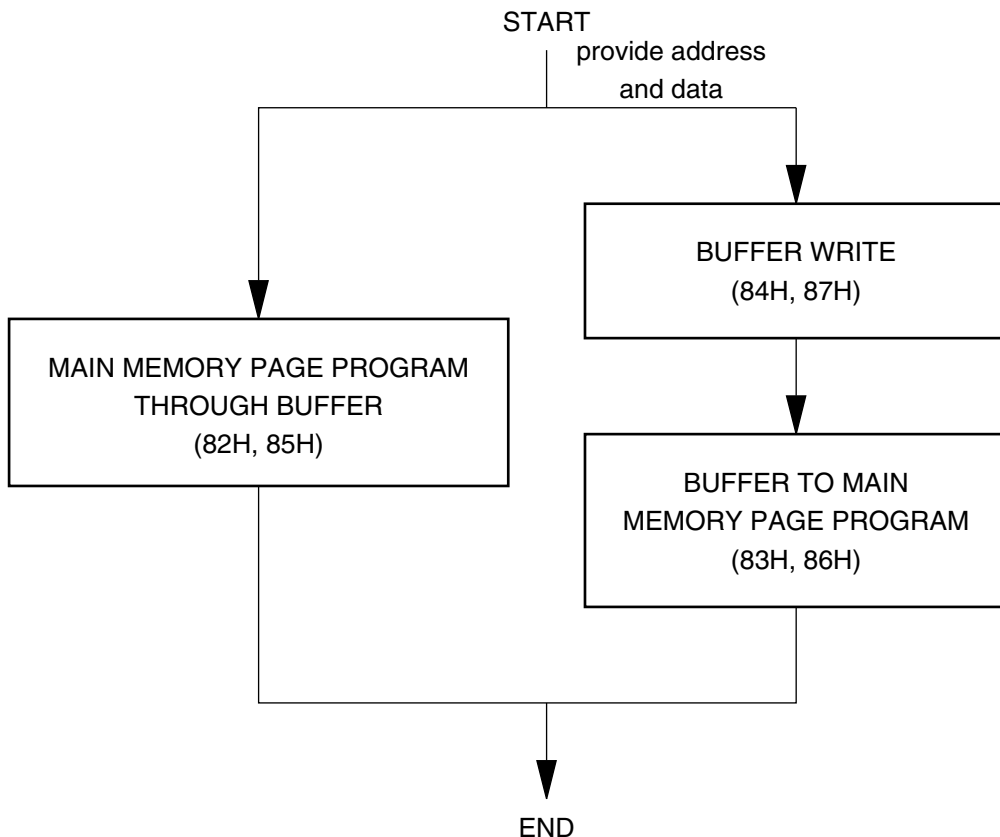 START
provide address
and data
BUFFER WRITE
(84H, 87H)
MAIN MEMORY PAGE PROGRAM
THROUGH BUFFER
(82H, 85H)
BUFFER TO MAIN
MEMORY PAGE PROGRAM
(83H, 86H)
END